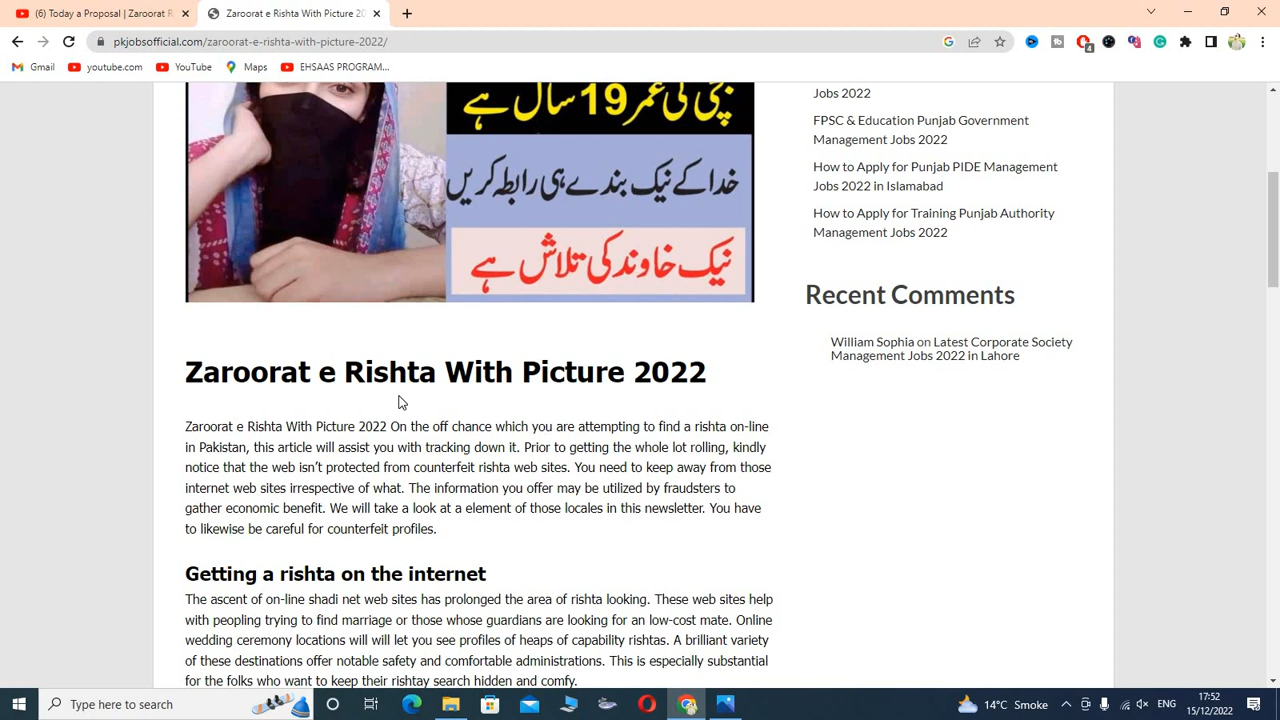 (6) Today a Proposal | Zaroorat R
Zaroorat e Rishta With Picture 20
pkjobsofficial.com/zaroorat-e-rishta-with-picture-2022/
Gmail
youtube.com
YouTube
Maps
EHSAAS PROGRAM...
بچی کی عمر 19 سال ہے
خدا کے نیک بندے ہی رابطہ کریں
نیک خاوند کی تلاش ہے
Zaroorat e Rishta With Picture 2022
Zaroorat e Rishta With Picture 2022 On the off chance which you are attempting to find a rishta on-line
in Pakistan, this article will assist you with tracking down it. Prior to getting the whole lot rolling, kindly
notice that the web isn’t protected from counterfeit rishta web sites. You need to keep away from those
internet web sites irrespective of what. The information you offer may be utilized by fraudsters to
gather economic benefit. We will take a look at a element of those locales in this newsletter. You have
to likewise be careful for counterfeit profiles.
Getting a rishta on the internet
The ascent of on-line shadi net web sites has prolonged the area of rishta looking. These web sites help
with peopling trying to find marriage or those whose guardians are looking for an low-cost mate. Online
wedding ceremony locations will will let you see profiles of heaps of capability rishtas. A brilliant variety
of these destinations offer notable safety and comfortable administrations. This is especially substantial
for the folks who want to keep their rishtay search hidden and comfy.
Jobs 2022
FPSC & Education Punjab Government
Management Jobs 2022
How to Apply for Punjab PIDE Management
Jobs 2022 in Islamabad
How to Apply for Training Punjab Authority
Management Jobs 2022
Recent Comments
William Sophia on Latest Corporate Society
Management Jobs 2022 in Lahore
Type here to search
14°C Smoke
ENG
17:52
15/12/2022